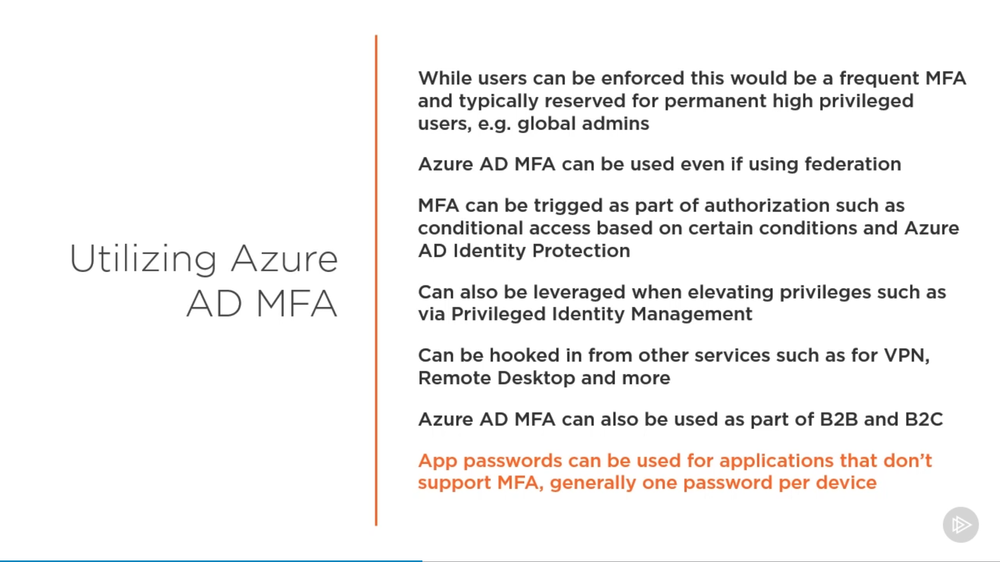 Utilizing Azure
AD MFA
While users can be enforced this would be a frequent MFA
and typically reserved for permanent high privileged
users, e.g. global admins
Azure AD MFA can be used even if using federation
MFA can be trigged as part of authorization such as
conditional access based on certain conditions and Azure
AD Identity Protection
Can also be leveraged when elevating privileges such as
via Privileged Identity Management
Can be hooked in from other services such as for VPN,
Remote Desktop and more
Azure AD MFA can also be used as part of B2B and B2C
App passwords can be used for applications that don’t
support MFA, generally one password per device